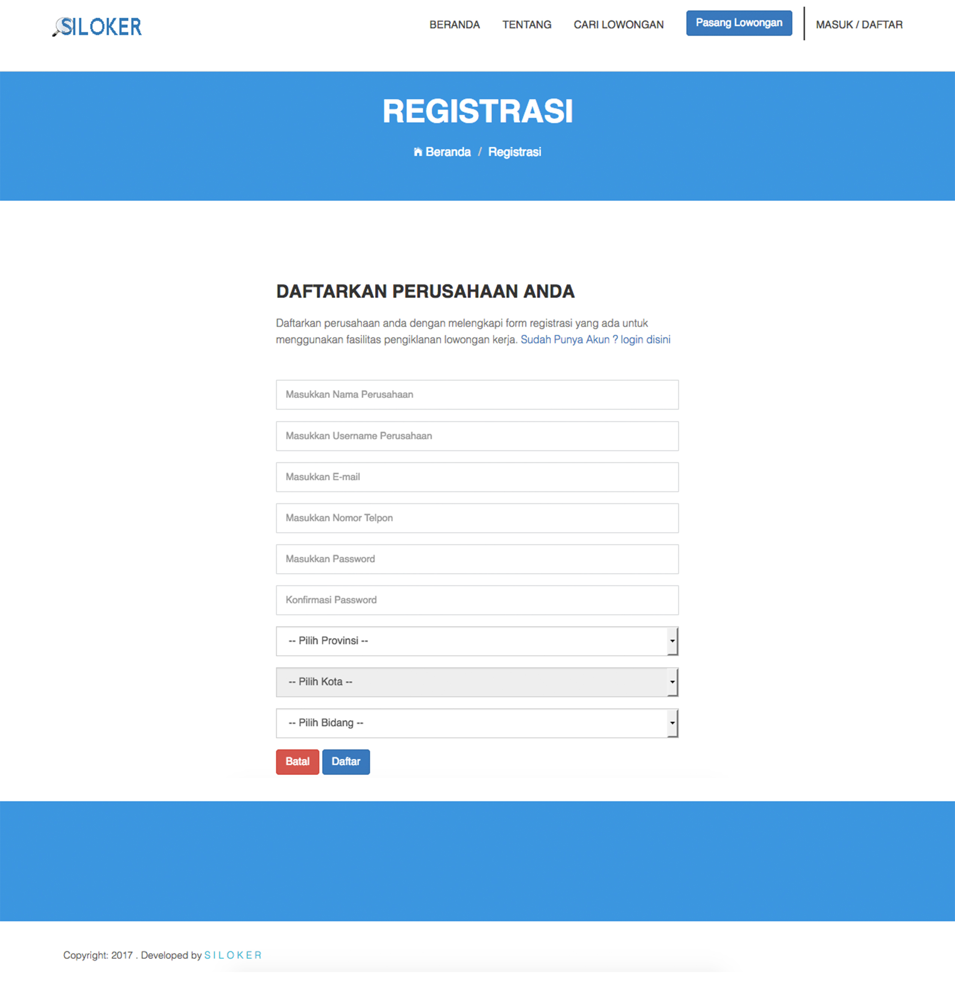 SILOKER
BERANDA TENTANG CARI LOWONGAN Pasang Lowongan MASUK / DAFTAR
REGISTRASI
Beranda / Registrasi
DAFTARKAN PERUSAHAAN ANDA
Daftarkan perusahaan anda dengan melengkapi form registrasi yang ada untuk
menggunakan fasilitas pengiklanan lowongan kerja. Sudah Punya Akun ? login disini
Masukkan Nama Perusahaan
Masukkan Username Perusahaan
Masukkan E-mail
Masukkan Nomor Telpon
Masukkan Password
Konfirmasi Password
-- Pilih Provinsi --
-- Pilih Kota --
-- Pilih Bidang --
Batal Daftar
Copyright: 2017 . Developed by S I L O K E R